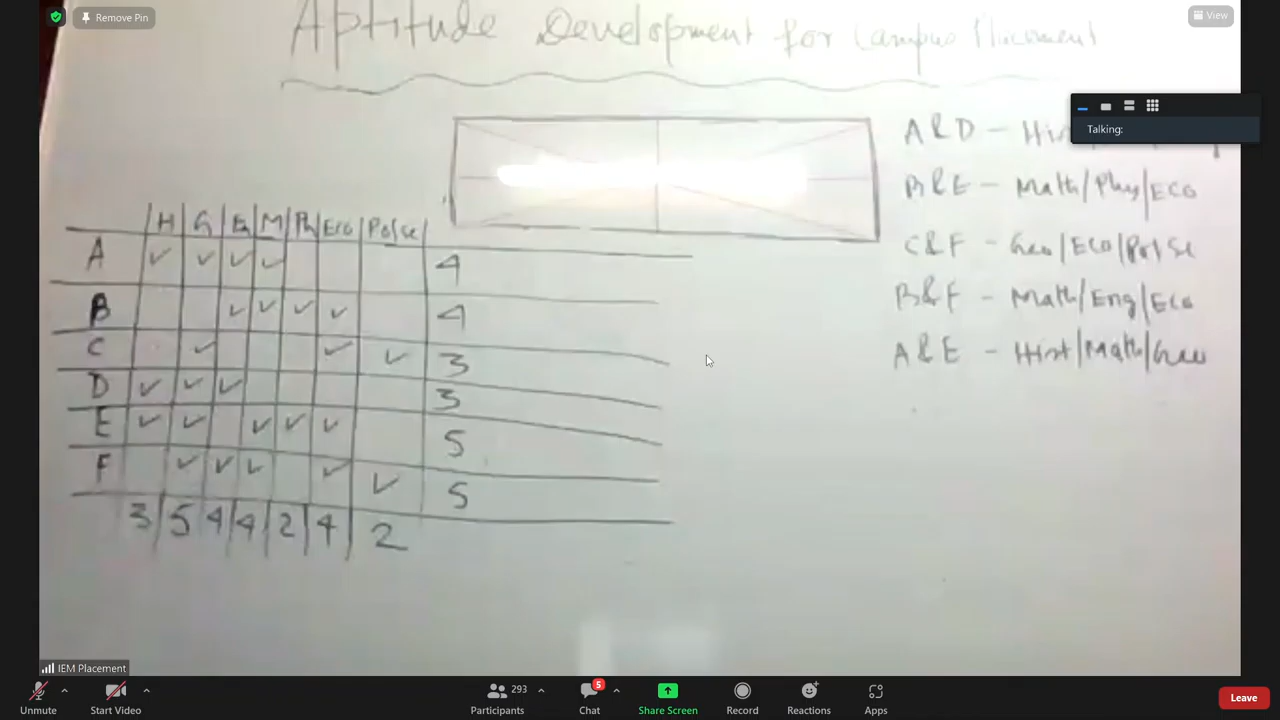 Remove Pin
View
Aptitude Development for Campus Placement
Talking:
A & D – Hist
B & E – Math/Phy/ECO
C & F – Geo/ECO/Pol Sc
B & F – Math/Eng/Eco
A & E – Hist/Math/Geo
H G En M Ph Eco Pol Sc
A ✓ ✓ ✓ ✓ 4
B ✓ ✓ ✓ ✓ 4
C ✓ ✓ ✓ 3
D ✓ ✓ ✓ 3
E ✓ ✓ ✓ ✓ ✓ 5
F ✓ ✓ ✓ ✓ ✓ 5
3 5 4 4 2 4 2
IEM Placement
Unmute
Start Video
Participants 293
Chat 5
Share Screen
Record
Reactions
Apps
Leave